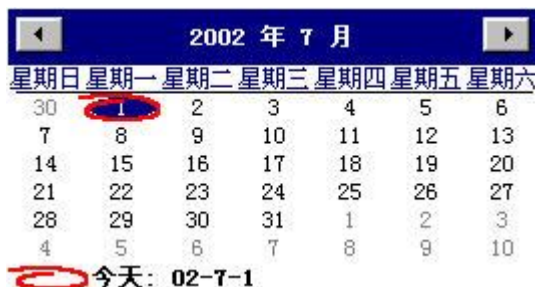 2002 年 7 月
星期日 星期一 星期二 星期三 星期四 星期五 星期六
30 1 2 3 4 5 6
7 8 9 10 11 12 13
14 15 16 17 18 19 20
21 22 23 24 25 26 27
28 29 30 31 1 2 3
4 5 6 7 8 9 10
今天: 02-7-1